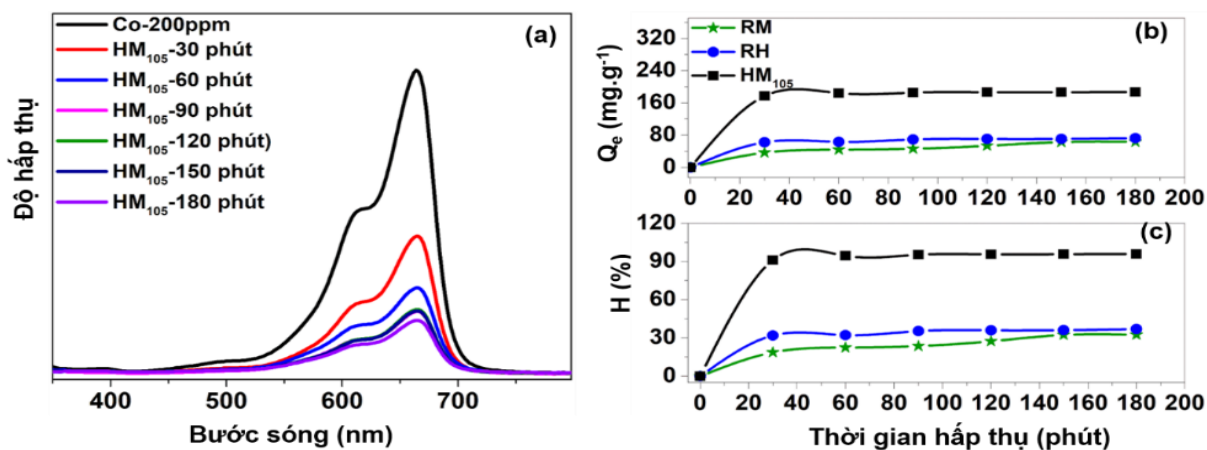 (a)
Co-200ppm
HM₁₀₅-30 phút
HM₁₀₅-60 phút
HM₁₀₅-90 phút
HM₁₀₅-120 phút)
HM₁₀₅-150 phút
HM₁₀₅-180 phút
Độ hấp thụ
400 500 600 700
Bước sóng (nm)
(b)
RM
RH
HM₁₀₅
Qₑ (mg.g⁻¹)
320
240
160
80
0
0 20 40 60 80 100 120 140 160 180 200
(c)
H (%)
120
90
60
30
0
0 20 40 60 80 100 120 140 160 180 200
Thời gian hấp thụ (phút)